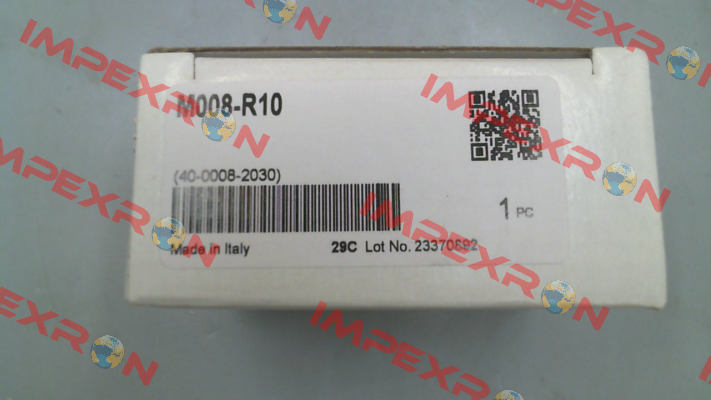 M008-R10
(40-0008-2030)
1 PC
Made in Italy 29C Lot No. 23370692
IMPEXRON
IMPEXRON
IMPEXRON
IMPEXRON
IMPEXRON
IMPEXRON